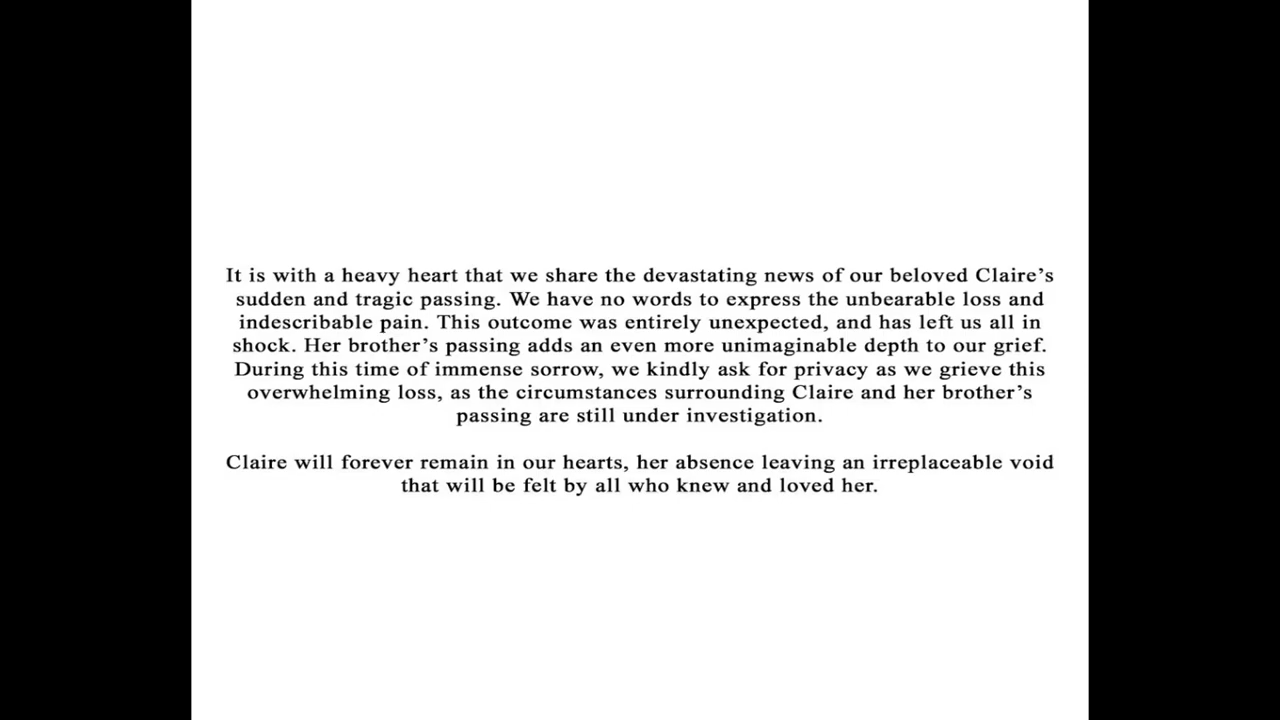 It is with a heavy heart that we share the devastating news of our beloved Claire’s
sudden and tragic passing. We have no words to express the unbearable loss and
indescribable pain. This outcome was entirely unexpected, and has left us all in
shock. Her brother’s passing adds an even more unimaginable depth to our grief.
During this time of immense sorrow, we kindly ask for privacy as we grieve this
overwhelming loss, as the circumstances surrounding Claire and her brother’s
passing are still under investigation.
Claire will forever remain in our hearts, her absence leaving an irreplaceable void
that will be felt by all who knew and loved her.